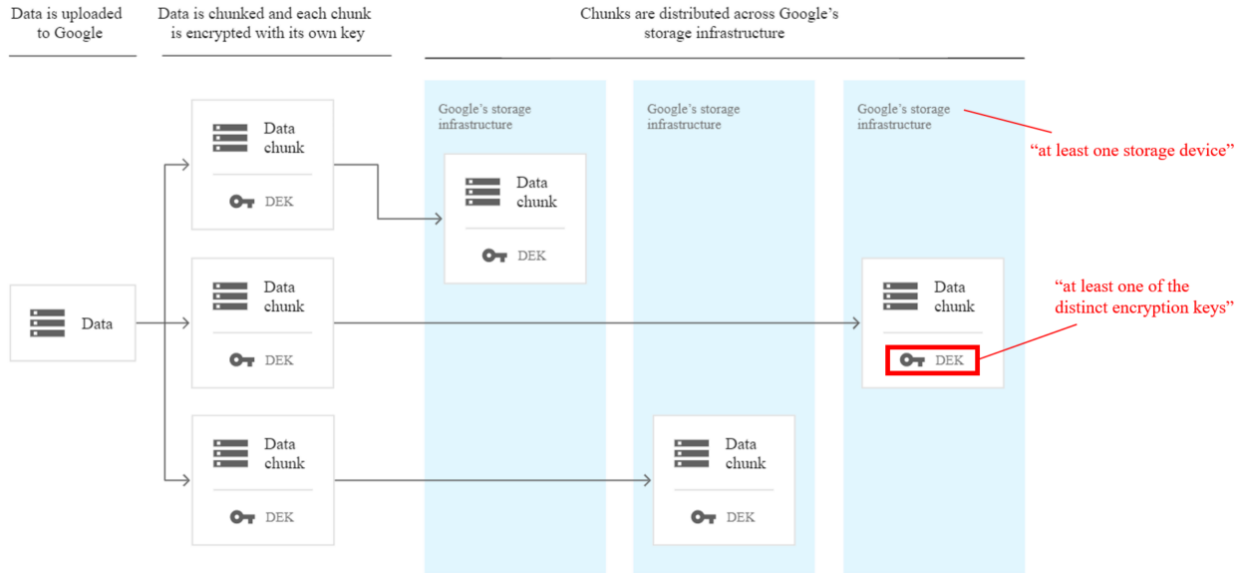 Data is uploaded
to Google
Data is chunked and each chunk
is encrypted with its own key
Chunks are distributed across Google's
storage infrastructure
Google's storage
infrastructure
Google's storage
infrastructure
Google's storage
infrastructure
"at least one storage device"
Data
chunk
DEK
Data
chunk
DEK
Data
Data
chunk
DEK
Data
chunk
DEK
"at least one of the
distinct encryption keys"
Data
chunk
DEK
Data
chunk
DEK